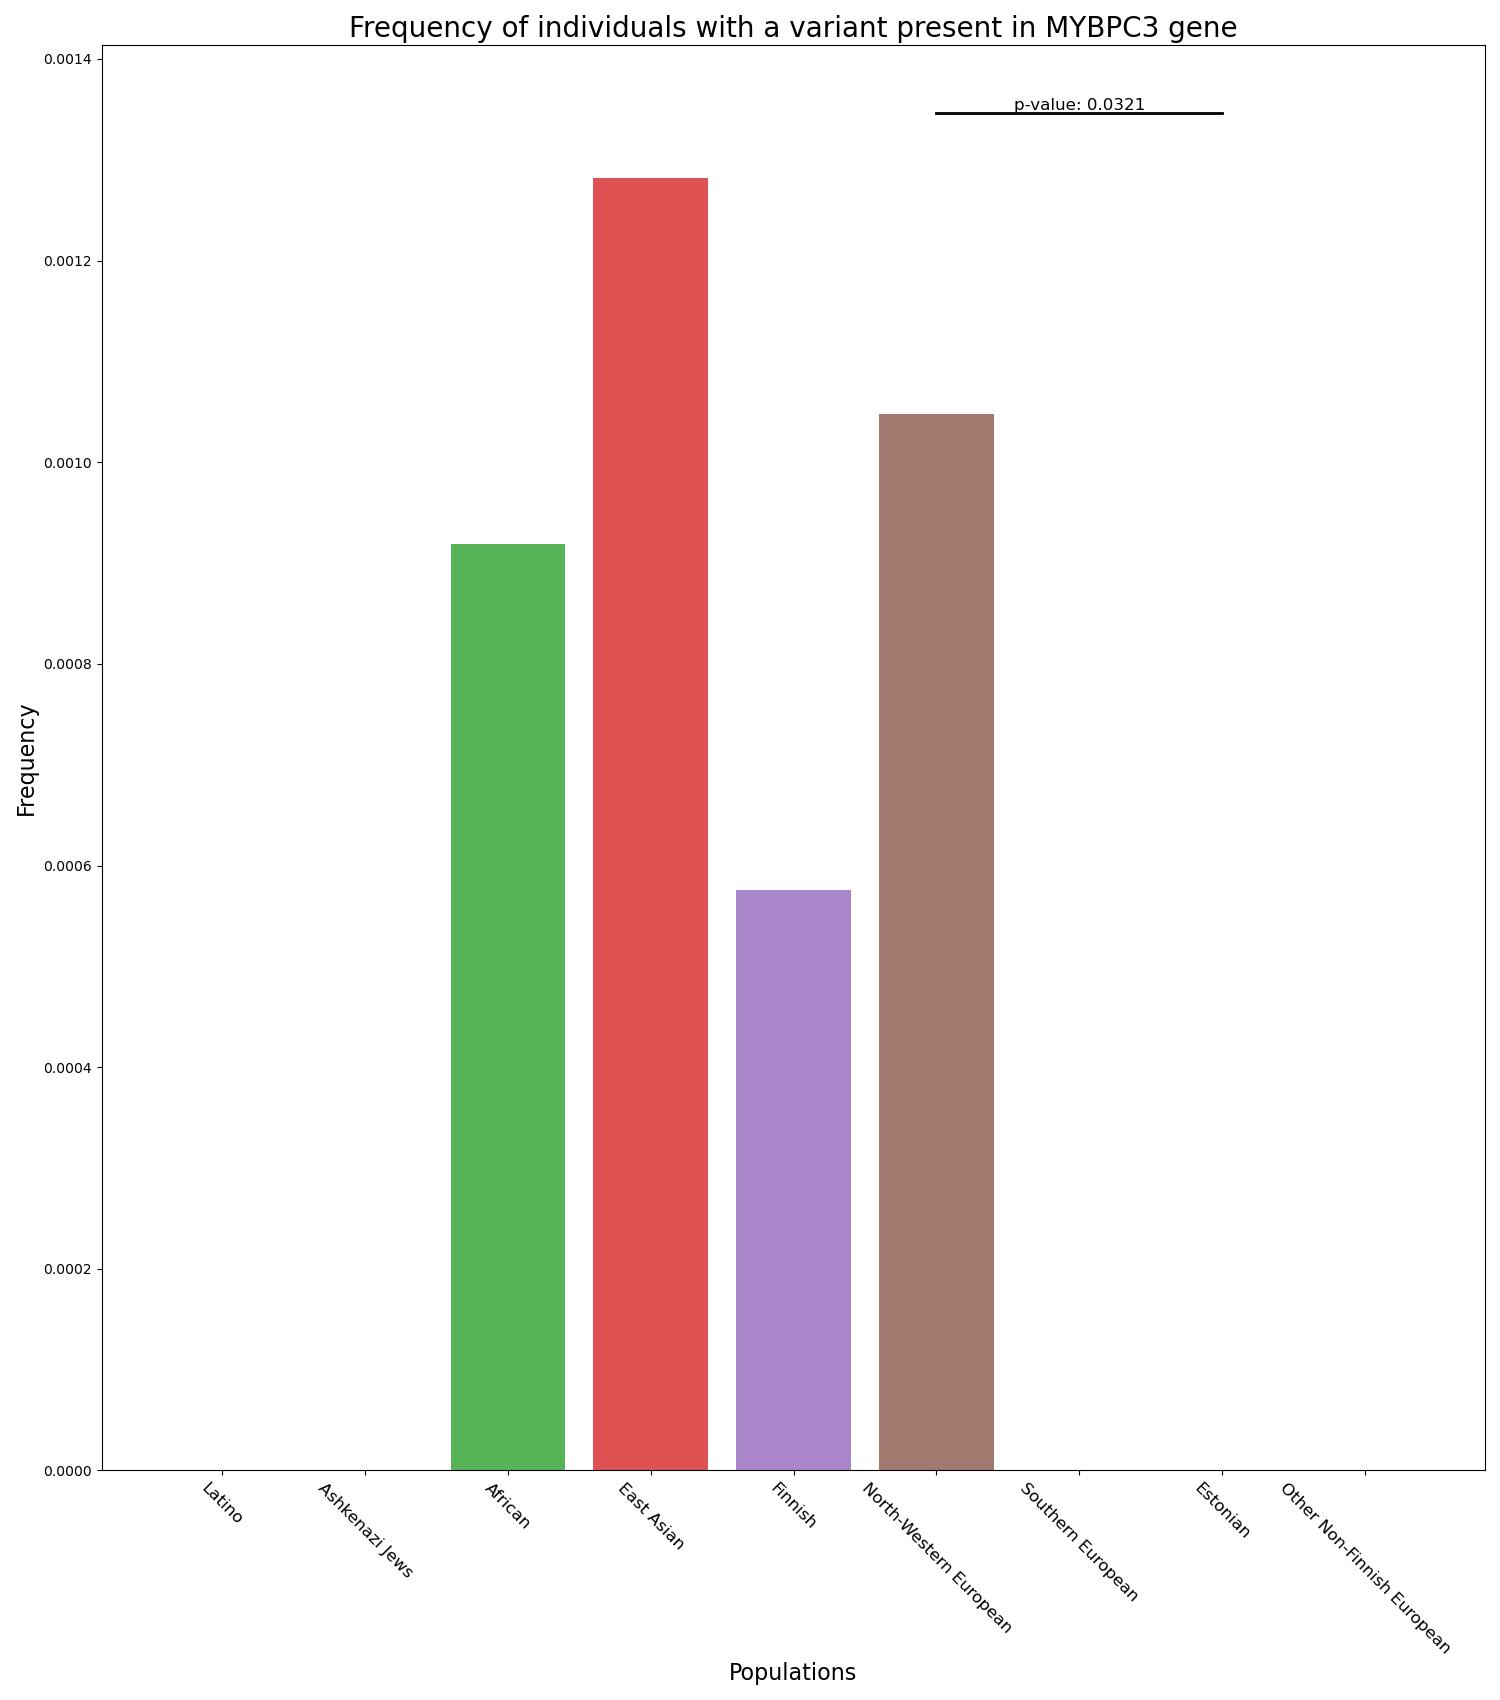 Frequency of individuals with a variant present in MYBPC3 gene
p-value: 0.0321
0.0014
0.0012
0.0010
0.0008
0.0006
0.0004
0.0002
0.0000
Frequency
Latino
Ashkenazi Jews
African
East Asian
Finnish
North-Western European
Southern European
Estonian
Other Non-Finnish European
Populations